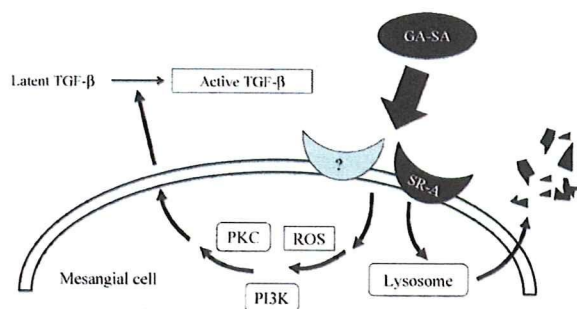 GA-SA
Latent TGF-β
Active TGF-β
?
SR-A
PKC
ROS
PI3K
Lysosome
Mesangial cell